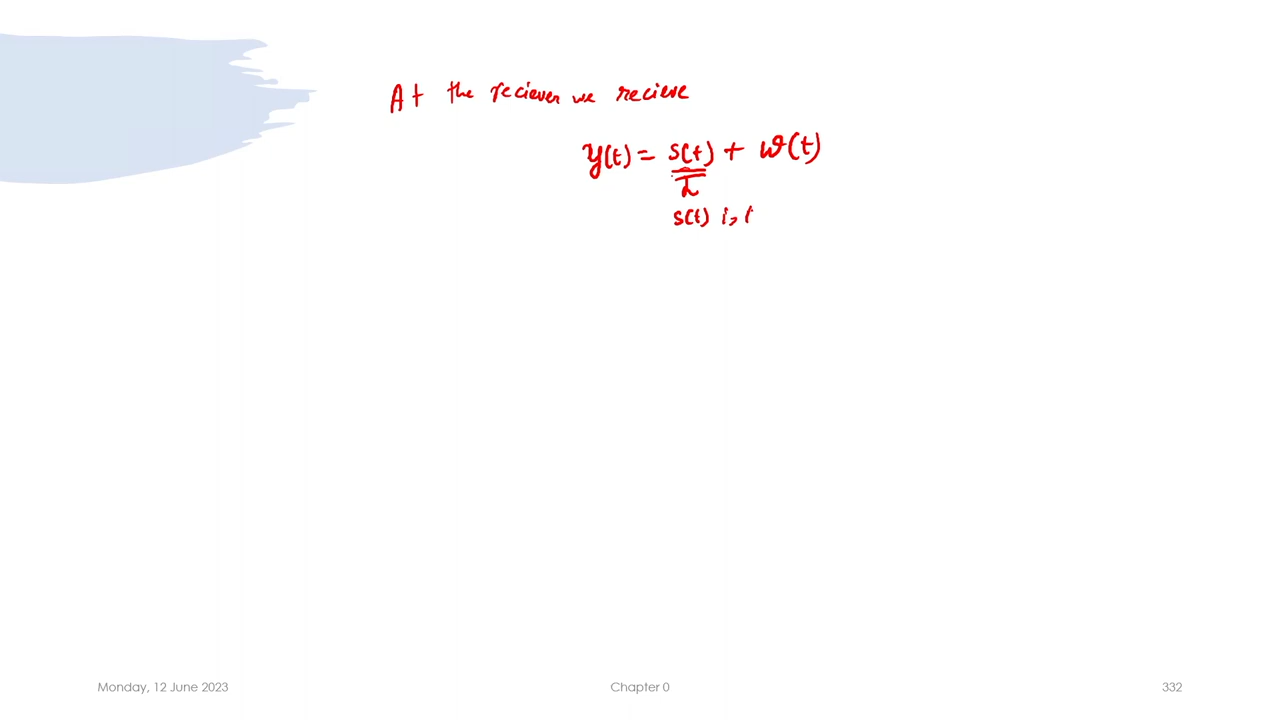 At the reciever we recieve
y(t) = s(t) + w(t)
s(t) is
Monday, 12 June 2023
Chapter 0
332